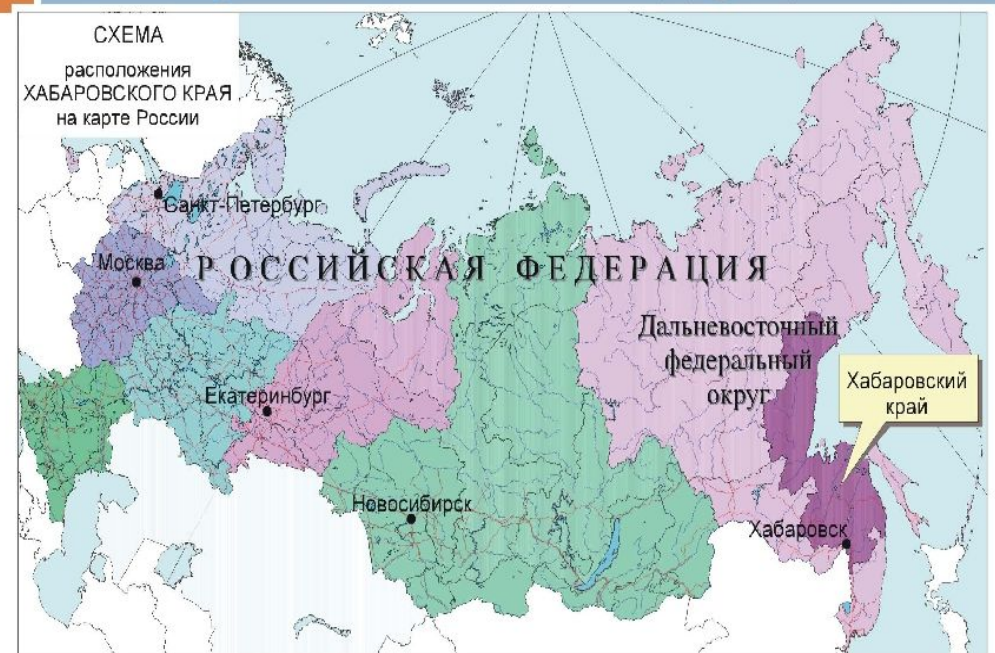 СХЕМА
расположения
ХАБАРОВСКОГО КРАЯ
на карте России
Санкт-Петербург
Москва
РОССИЙСКАЯ ФЕДЕРАЦИЯ
Дальневосточный
федеральный
округ
Хабаровский
край
Екатеринбург
Новосибирск
Хабаровск